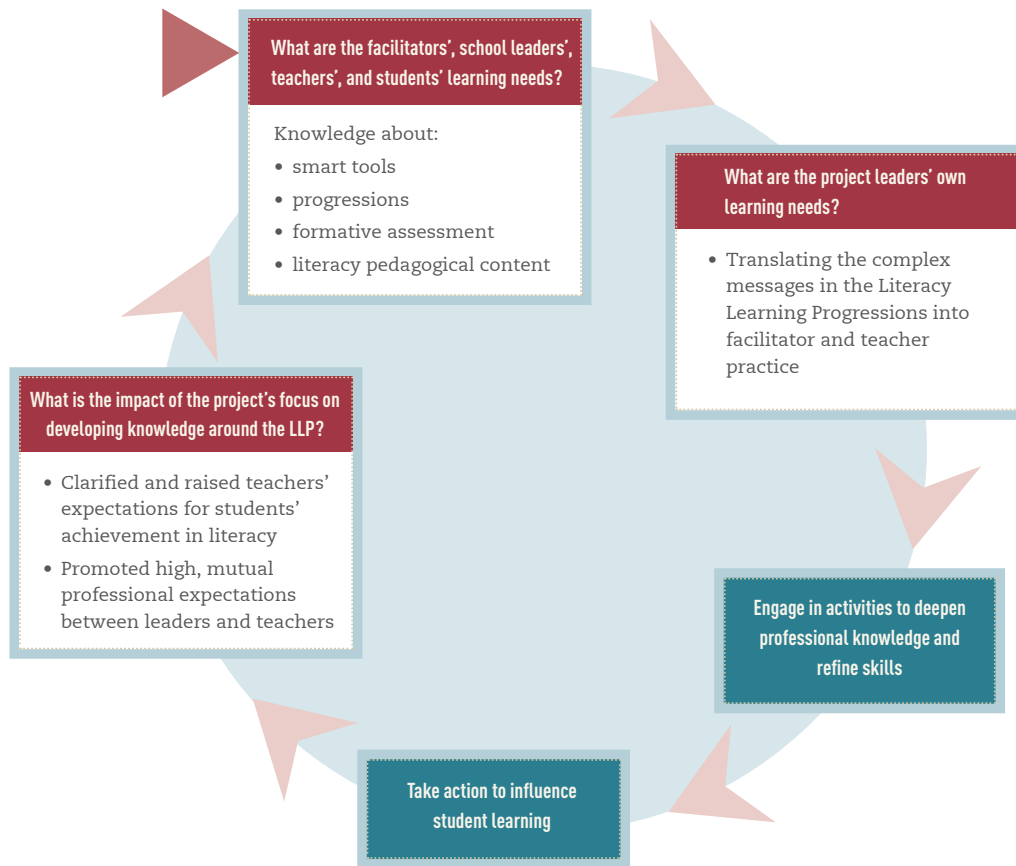 What are the facilitators’, school leaders’,
teachers’, and students’ learning needs?
Knowledge about:
• smart tools
• progressions
• formative assessment
• literacy pedagogical content
What are the project leaders’ own
learning needs?
• Translating the complex
messages in the Literacy
Learning Progressions into
facilitator and teacher
practice
Engage in activities to deepen
professional knowledge and
refine skills
Take action to influence
student learning
What is the impact of the project’s focus on
developing knowledge around the LLP?
• Clarified and raised teachers’
expectations for students’
achievement in literacy
• Promoted high, mutual
professional expectations
between leaders and teachers